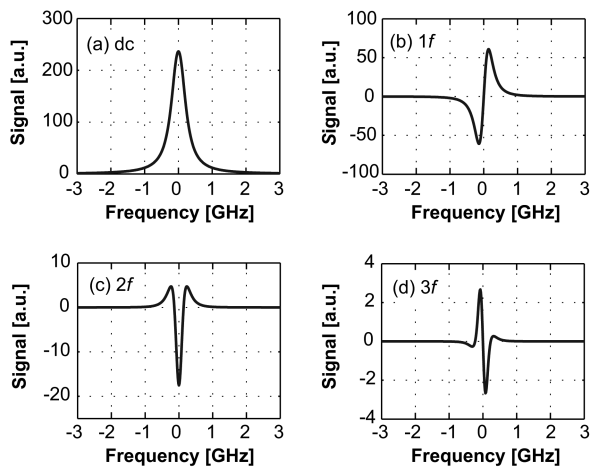 300
200
100
0
Signal [a.u.]
(a) dc
-3 -2 -1 0 1 2 3
Frequency [GHz]
100
50
0
-50
-100
Signal [a.u.]
(b) 1f
-3 -2 -1 0 1 2 3
Frequency [GHz]
10
0
-10
-20
Signal [a.u.]
(c) 2f
-3 -2 -1 0 1 2 3
Frequency [GHz]
4
2
0
-2
-4
Signal [a.u.]
(d) 3f
-3 -2 -1 0 1 2 3
Frequency [GHz]